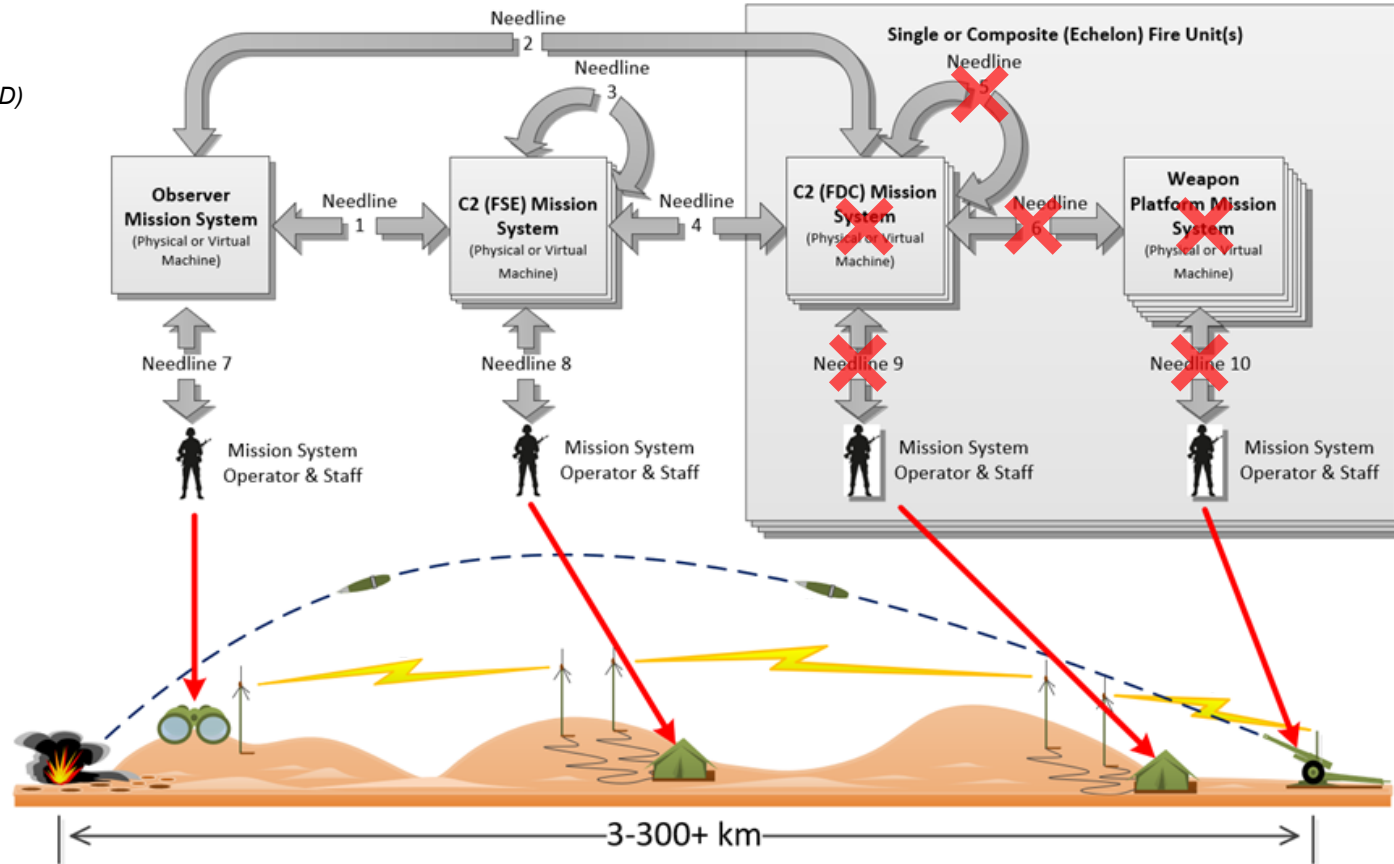 D)
Needline
2
Needline
3
Single or Composite (Echelon) Fire Unit(s)
Needline
5
Observer
Mission System
(Physical or Virtual
Machine)
Needline
1
C2 (FSE) Mission
System
(Physical or Virtual
Machine)
Needline
4
C2 (FDC) Mission
System
(Physical or Virtual
Machine)
Needline
6
Weapon
Platform Mission
System
(Physical or Virtual
Machine)
Needline 7
Needline 8
Needline 9
Needline 10
Mission System
Operator & Staff
Mission System
Operator & Staff
Mission System
Operator & Staff
Mission System
Operator & Staff
3-300+ km